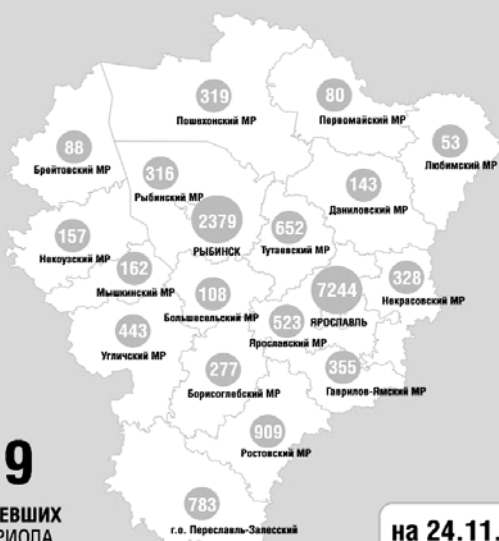 319
Пошехонский МР
80
Первомайский МР
53
Любимский МР
88
Брейтовский МР
316
Рыбинский МР
143
Даниловский МР
2379
РЫБИНСК
652
Тутаевский МР
157
Некоузский МР
162
Мышкинский МР
108
Большесельский МР
7244
ЯРОСЛАВЛЬ
328
Некрасовский МР
523
Ярославский МР
443
Угличский МР
277
Борисоглебский МР
355
Гаврилов-Ямский МР
909
Ростовский МР
9
ЕВШИХ
РИОДА
783
г.о. Переславль-Залесский
на 24.11.